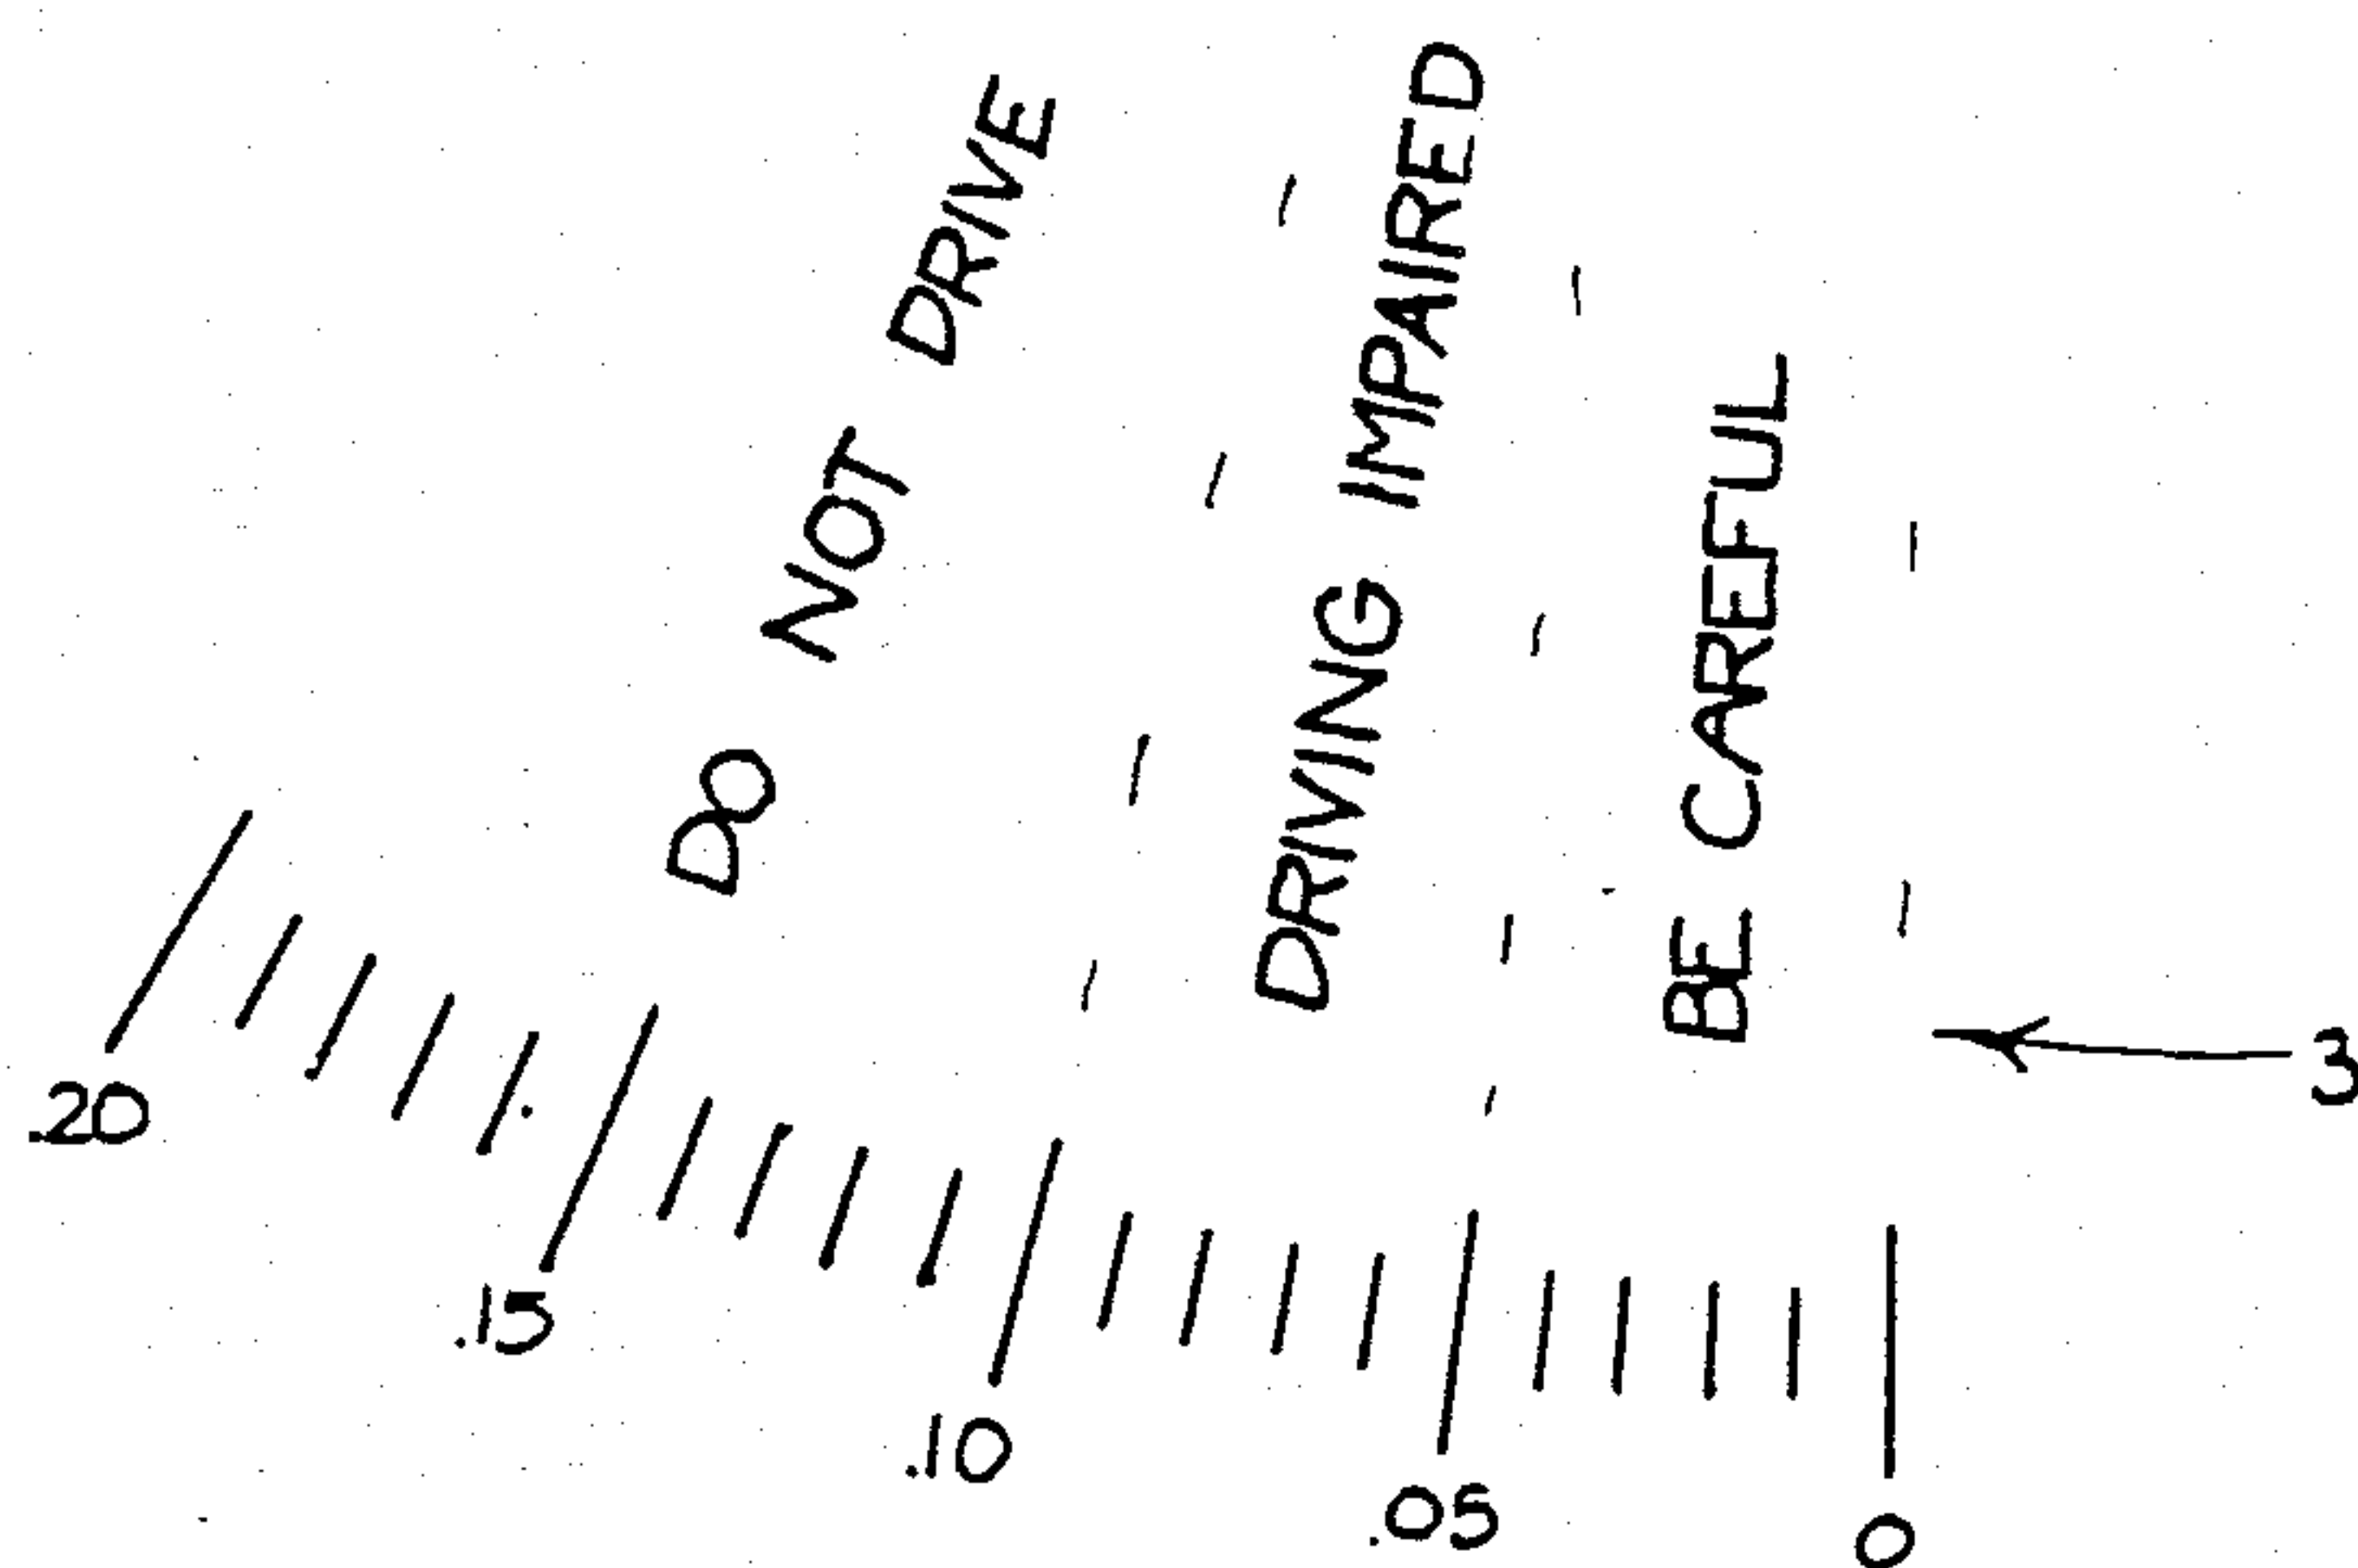 DO NOT DRIVE
DRIVING IMPAIRED
BE CAREFUL
3
.20
.15
.10
.05
0